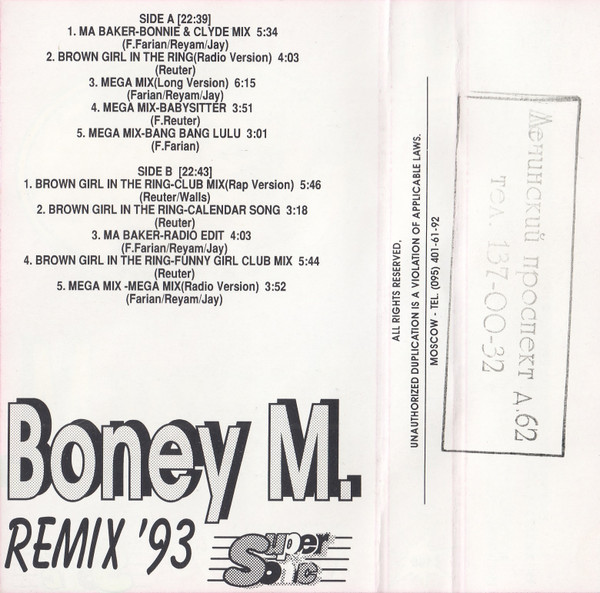 SIDE A [22:39]
1. MA BAKER-BONNIE & CLYDE MIX 5:34
(F.Farian/Reyam/Jay)
2. BROWN GIRL IN THE RING(Radio Version) 4:03
(Reuter)
3. MEGA MIX(Long Version) 6:15
(Farian/Reyam/Jay)
4. MEGA MIX-BABYSITTER 3:51
(F.Reuter)
5. MEGA MIX-BANG BANG LULU 3:01
(F.Farian)
SIDE B [22:43]
1. BROWN GIRL IN THE RING-CLUB MIX(Rap Version) 5:46
(Reuter/Walls)
2. BROWN GIRL IN THE RING-CALENDAR SONG 3:18
(Reuter)
3. MA BAKER-RADIO EDIT 4:03
(F.Farian/Reyam/Jay)
4. BROWN GIRL IN THE RING-FUNNY GIRL CLUB MIX 5:44
(Reuter)
5. MEGA MIX -MEGA MIX(Radio Version) 3:52
(Farian/Reyam/Jay)
Boney M.
REMIX '93
Super
Sonic
ALL RIGHTS RESERVED.
UNAUTHORIZED DUPLICATION IS A VIOLATION OF APPLICABLE LAWS.
MOSCOW - TEL. (095) 401-61-92
Ленинский проспект д.62
тел. 137-00-32